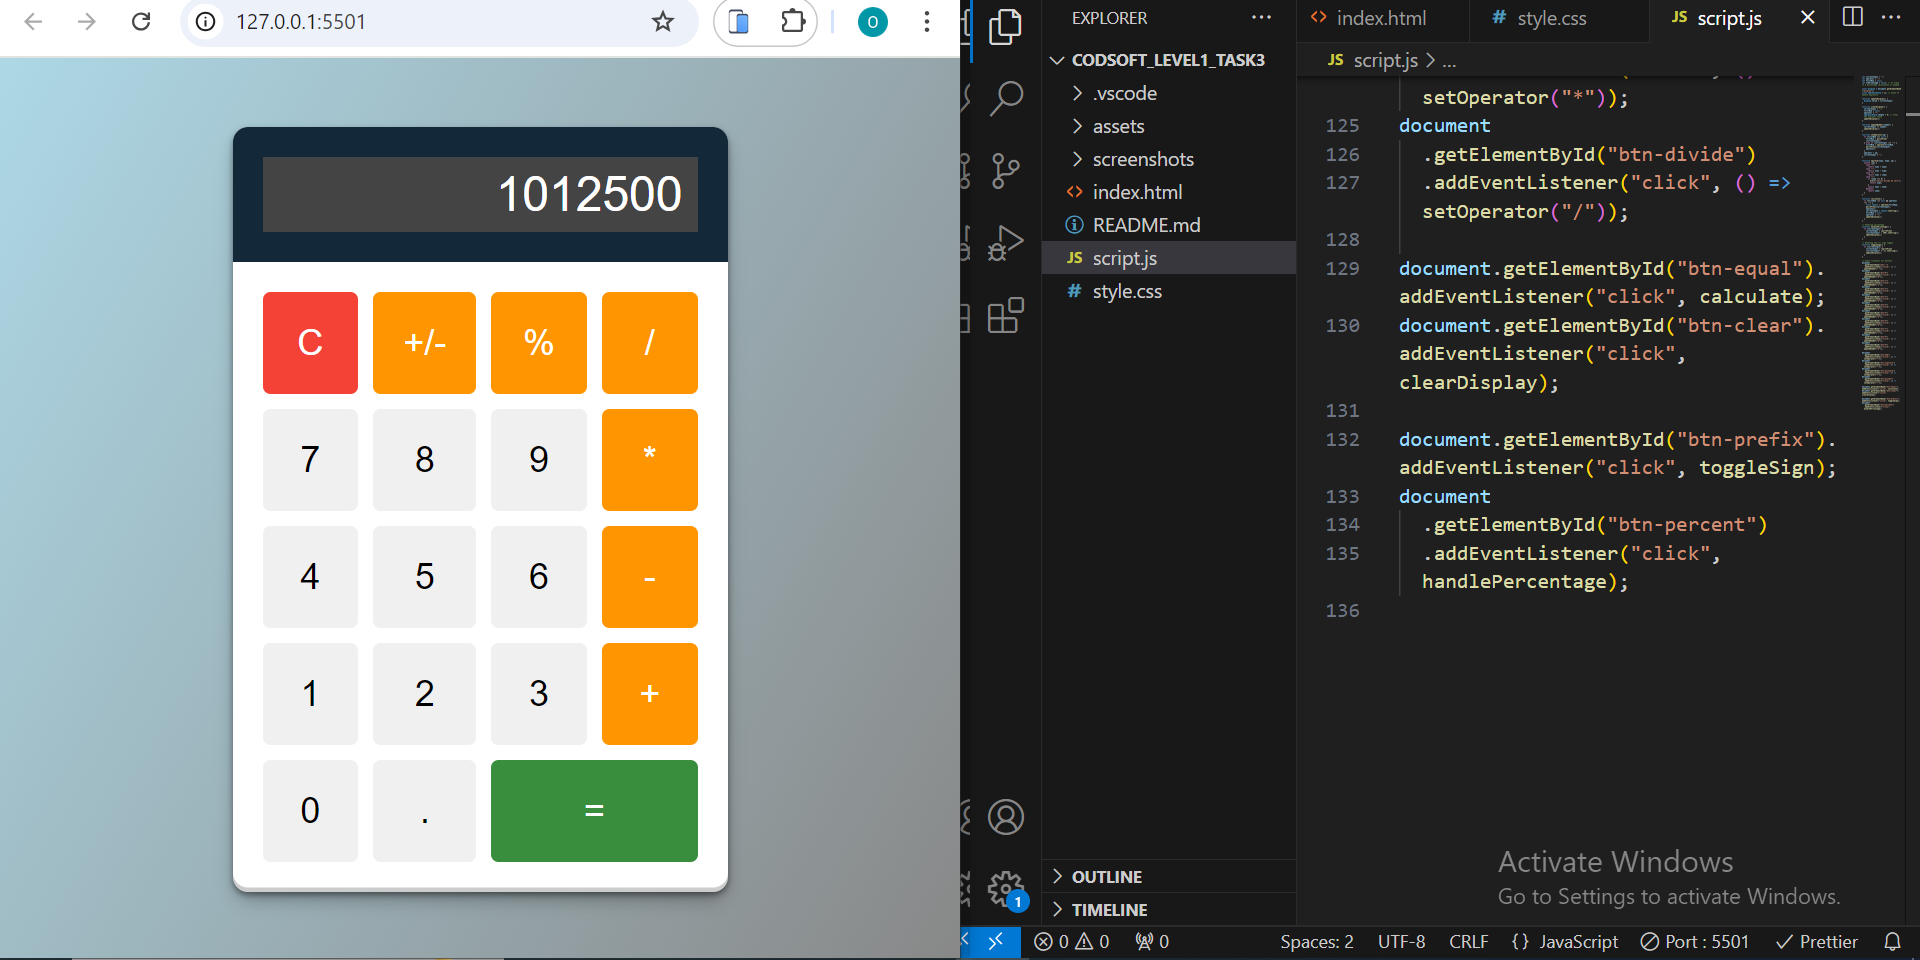 127.0.0.1:5501
O
1012500
C
+/-
%
/
7
8
9
*
4
5
6
-
1
2
3
+
0
.
=
EXPLORER
CODSOFT_LEVEL1_TASK3
.vscode
assets
screenshots
index.html
README.md
JS script.js
# style.css
OUTLINE
TIMELINE
1
index.html
# style.css
JS script.js
JS script.js > ...
setOperator("*"));
125 document
126 .getElementById("btn-divide")
127 .addEventListener("click", () =>
setOperator("/"));
128
129 document.getElementById("btn-equal").
addEventListener("click", calculate);
130 document.getElementById("btn-clear").
addEventListener("click",
clearDisplay);
131
132 document.getElementById("btn-prefix").
addEventListener("click", toggleSign);
133 document
134 .getElementById("btn-percent")
135 .addEventListener("click",
handlePercentage);
136
Activate Windows
Go to Settings to activate Windows.
0 0 0 Spaces: 2 UTF-8 CRLF {} JavaScript Port : 5501 Prettier